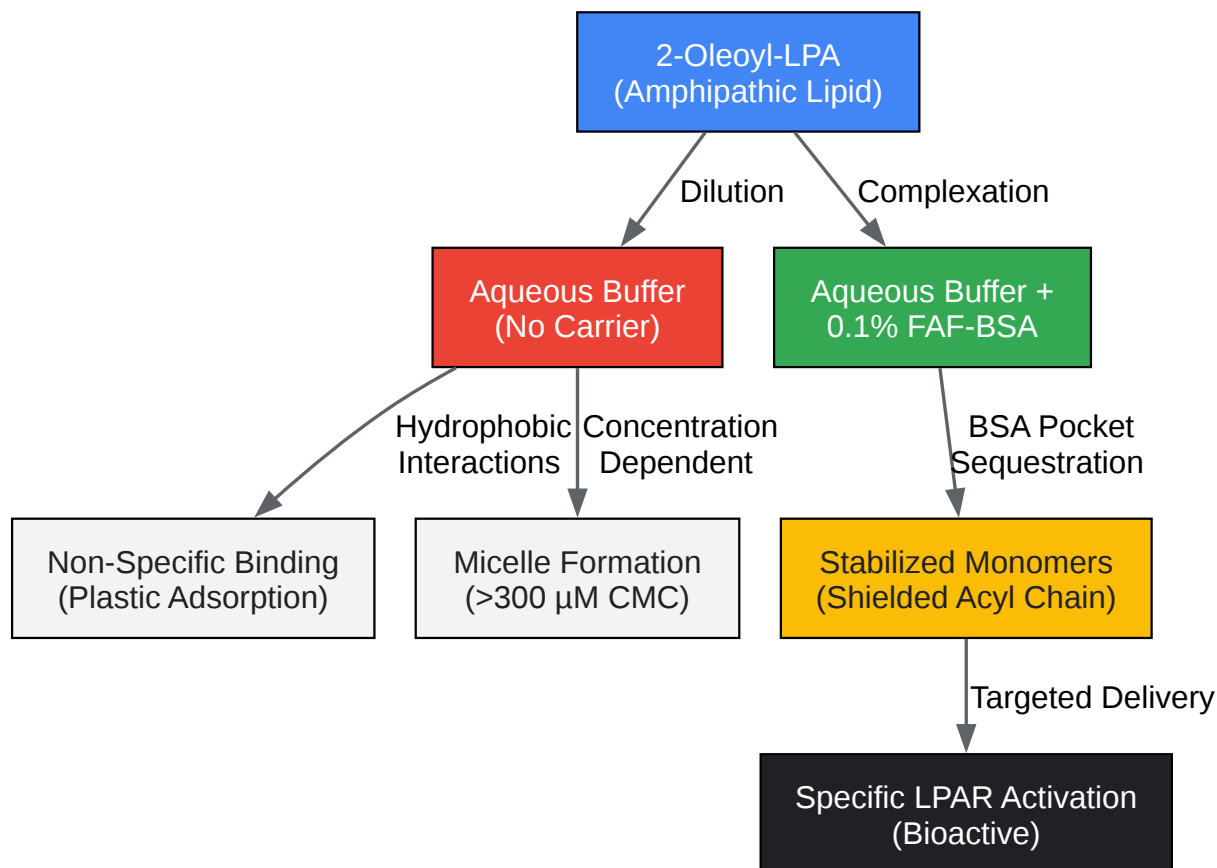 2-Oleoyl-LPA
(Amphipathic Lipid)
Dilution
Complexation
Aqueous Buffer
(No Carrier)
Aqueous Buffer +
0.1% FAF-BSA
Hydrophobic
Interactions
Concentration
Dependent
BSA Pocket
Sequestration
Non-Specific Binding
(Plastic Adsorption)
Micelle Formation
(>300 µM CMC)
Stabilized Monomers
(Shielded Acyl Chain)
Targeted Delivery
Specific LPAR Activation
(Bioactive)